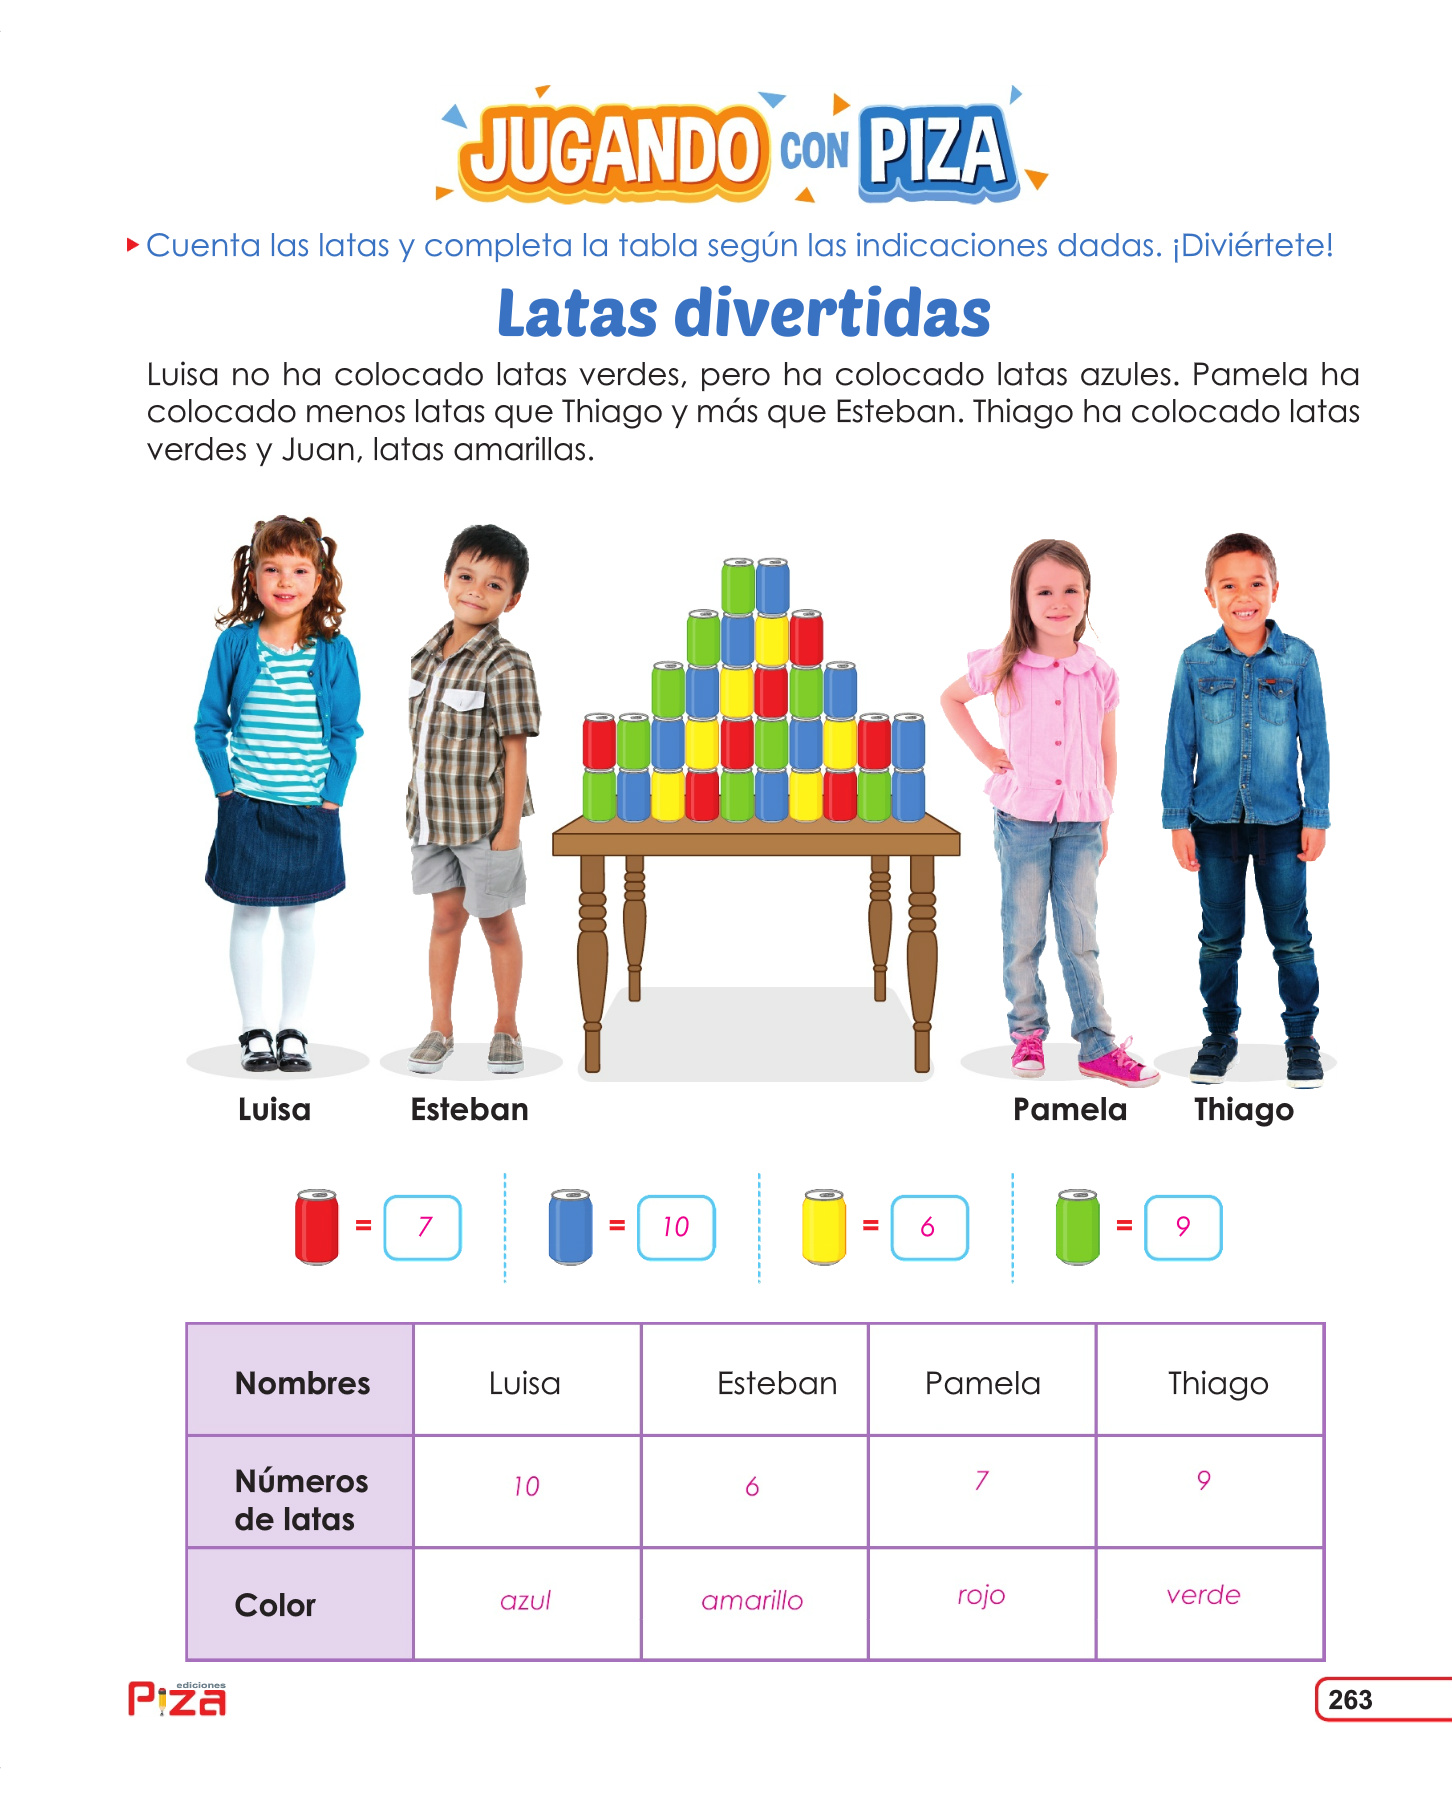 JUGANDO CON PIZA
Cuenta las latas y completa la tabla según las indicaciones dadas. ¡Diviértete!
Latas divertidas
Luisa no ha colocado latas verdes, pero ha colocado latas azules. Pamela ha
colocado menos latas que Thiago y más que Esteban. Thiago ha colocado latas
verdes y Juan, latas amarillas.
Luisa Esteban Pamela Thiago
= 7 = 10 = 6 = 9
Nombres Luisa Esteban Pamela Thiago
Números
de latas 10 6 7 9
Color azul amarillo rojo verde
ediciones
Piza
263